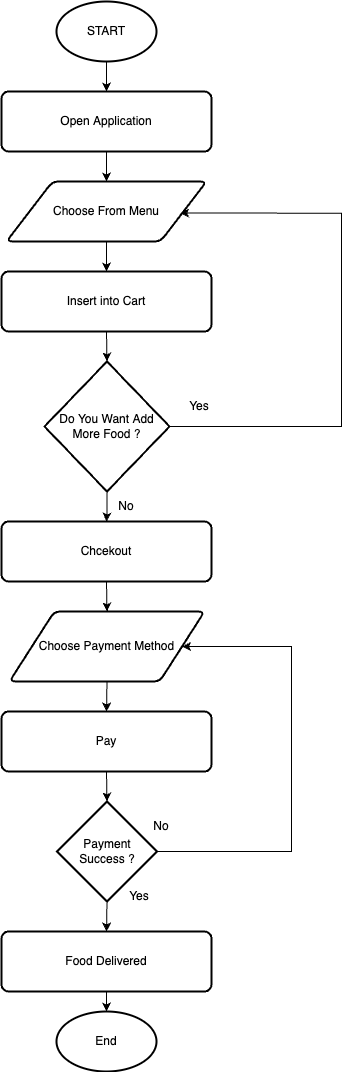 START
Open Application
Choose From Menu
Insert into Cart
Do You Want Add
More Food ?
Yes
No
Chcekout
Choose Payment Method
Pay
No
Payment
Success ?
Yes
Food Delivered
End